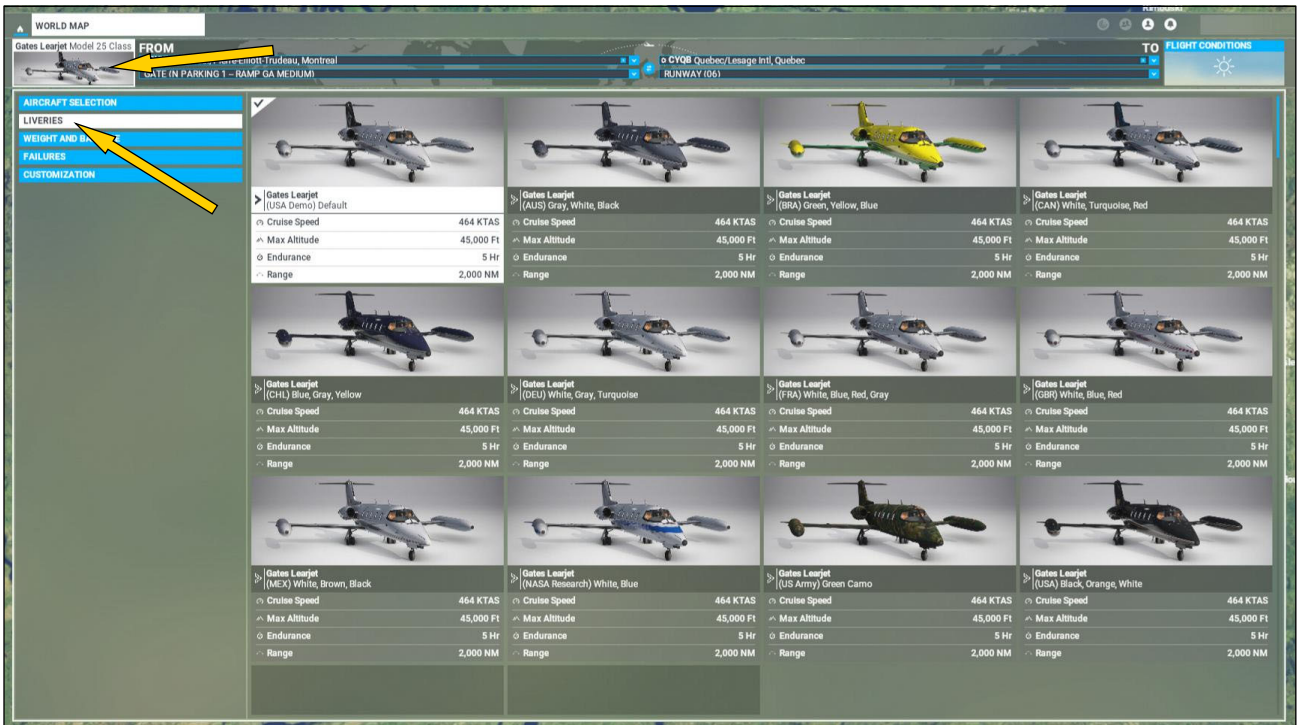 WORLD MAP
Gates Learjet Model 25 Class
FROM
TO
FLIGHT CONDITIONS
Montreal
CYQB Quebec/Lesage Intl, Quebec
GATE (N PARKING 1 – RAMP GA MEDIUM)
RUNWAY (06)
AIRCRAFT SELECTION
LIVERIES
WEIGHT AND
FAILURES
CUSTOMIZATION
Gates Learjet
(USA Demo) Default
Cruise Speed 464 KTAS
Max Altitude 45,000 Ft
Endurance 5 Hr
Range 2,000 NM
Gates Learjet
(AUS) Gray, White, Black
Cruise Speed 464 KTAS
Max Altitude 45,000 Ft
Endurance 5 Hr
Range 2,000 NM
Gates Learjet
(BRA) Green, Yellow, Blue
Cruise Speed 464 KTAS
Max Altitude 45,000 Ft
Endurance 5 Hr
Range 2,000 NM
Gates Learjet
(CAN) White, Turquoise, Red
Cruise Speed 464 KTAS
Max Altitude 45,000 Ft
Endurance 5 Hr
Range 2,000 NM
Gates Learjet
(CHL) Blue, Gray, Yellow
Cruise Speed 464 KTAS
Max Altitude 45,000 Ft
Endurance 5 Hr
Range 2,000 NM
Gates Learjet
(DEU) White, Gray, Turquoise
Cruise Speed 464 KTAS
Max Altitude 45,000 Ft
Endurance 5 Hr
Range 2,000 NM
Gates Learjet
(FRA) White, Blue, Red, Gray
Cruise Speed 464 KTAS
Max Altitude 45,000 Ft
Endurance 5 Hr
Range 2,000 NM
Gates Learjet
(GBR) White, Blue, Red
Cruise Speed 464 KTAS
Max Altitude 45,000 Ft
Endurance 5 Hr
Range 2,000 NM
Gates Learjet
(MEX) White, Brown, Black
Cruise Speed 464 KTAS
Max Altitude 45,000 Ft
Endurance 5 Hr
Range 2,000 NM
Gates Learjet
(NASA Research) White, Blue
Cruise Speed 464 KTAS
Max Altitude 45,000 Ft
Endurance 5 Hr
Range 2,000 NM
Gates Learjet
(US Army) Green Camo
Cruise Speed 464 KTAS
Max Altitude 45,000 Ft
Endurance 5 Hr
Range 2,000 NM
Gates Learjet
(USA) Black, Orange, White
Cruise Speed 464 KTAS
Max Altitude 45,000 Ft
Endurance 5 Hr
Range 2,000 NM